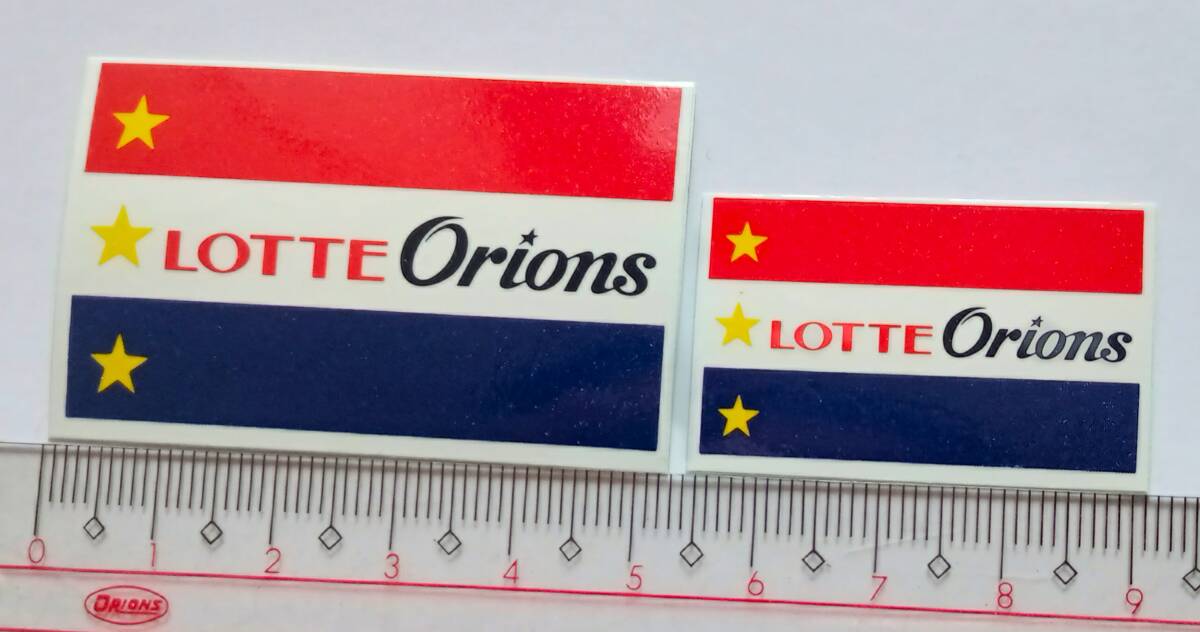 LOTTE Orions
LOTTE Orions
0 1 2 3 4 5 6 7 8 9
ORIONS